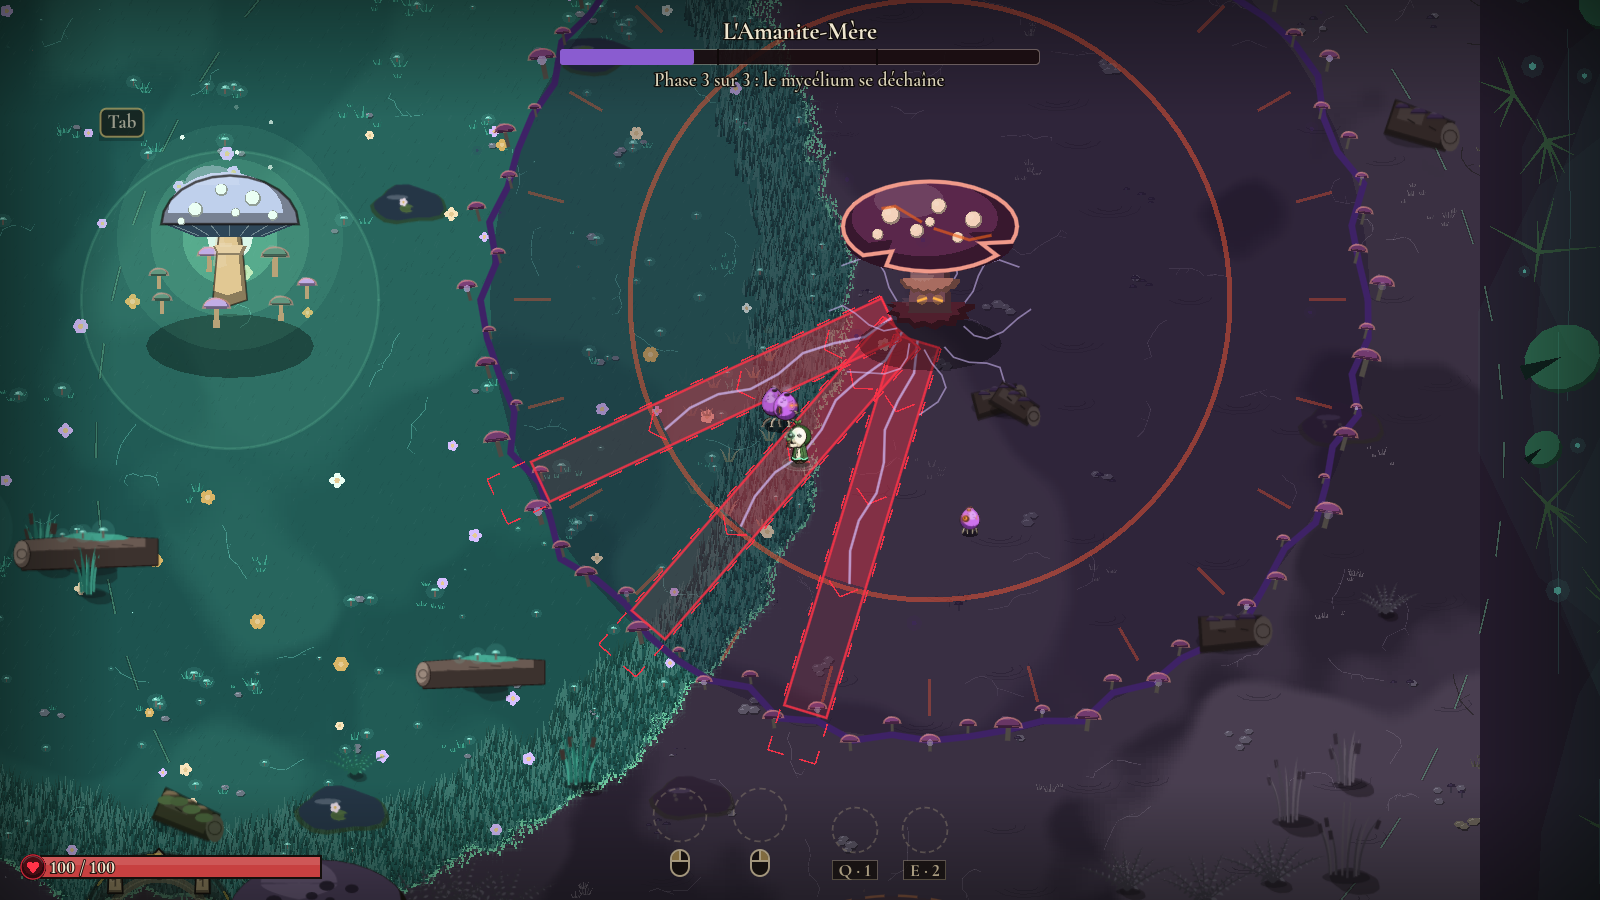 L'Amanite-Mère
Phase 3 sur 3 : le mycélium se déchaîne
Tab
100 / 100
Q · 1
E · 2